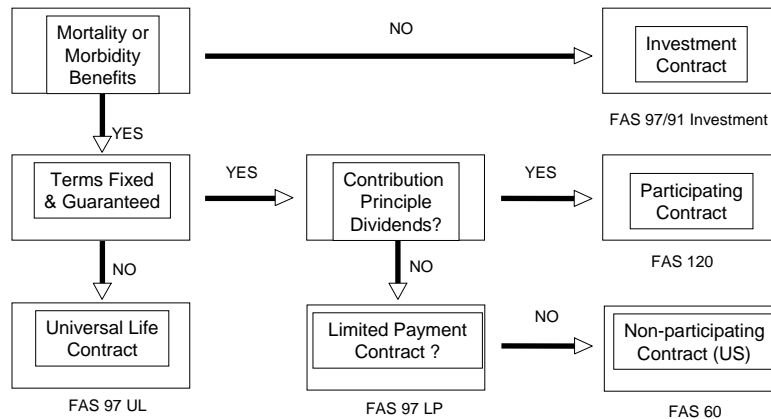 Mortality or
Morbidity
Benefits
NO
Investment
Contract
FAS 97/91 Investment
YES
Terms Fixed
& Guaranteed
YES
Contribution
Principle
Dividends?
YES
Participating
Contract
FAS 120
NO
NO
Universal Life
Contract
FAS 97 UL
Limited Payment
Contract ?
FAS 97 LP
NO
Non-participating
Contract (US)
FAS 60